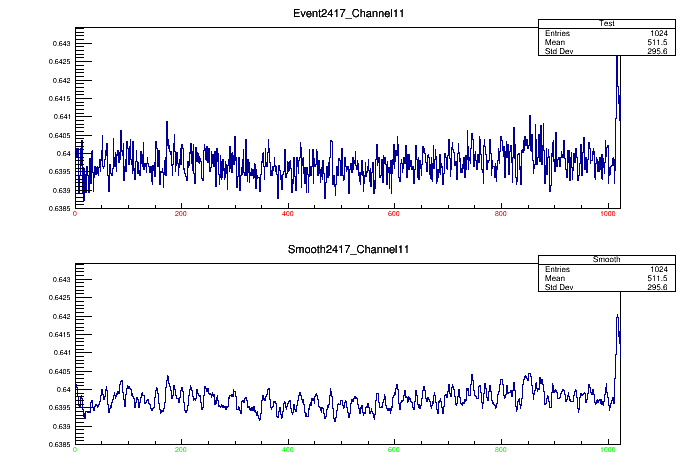 Event2417_Channel11
Test
Entries 1024
Mean 511.5
Std Dev 295.6
0.643
0.6425
0.642
0.6415
0.641
0.6405
0.64
0.6395
0.639
0.6385
0 200 400 600 800 1000
Smooth2417_Channel11
Smooth
Entries 1024
Mean 511.5
Std Dev 295.6
0.643
0.6425
0.642
0.6415
0.641
0.6405
0.64
0.6395
0.639
0.6385
0 200 400 600 800 1000